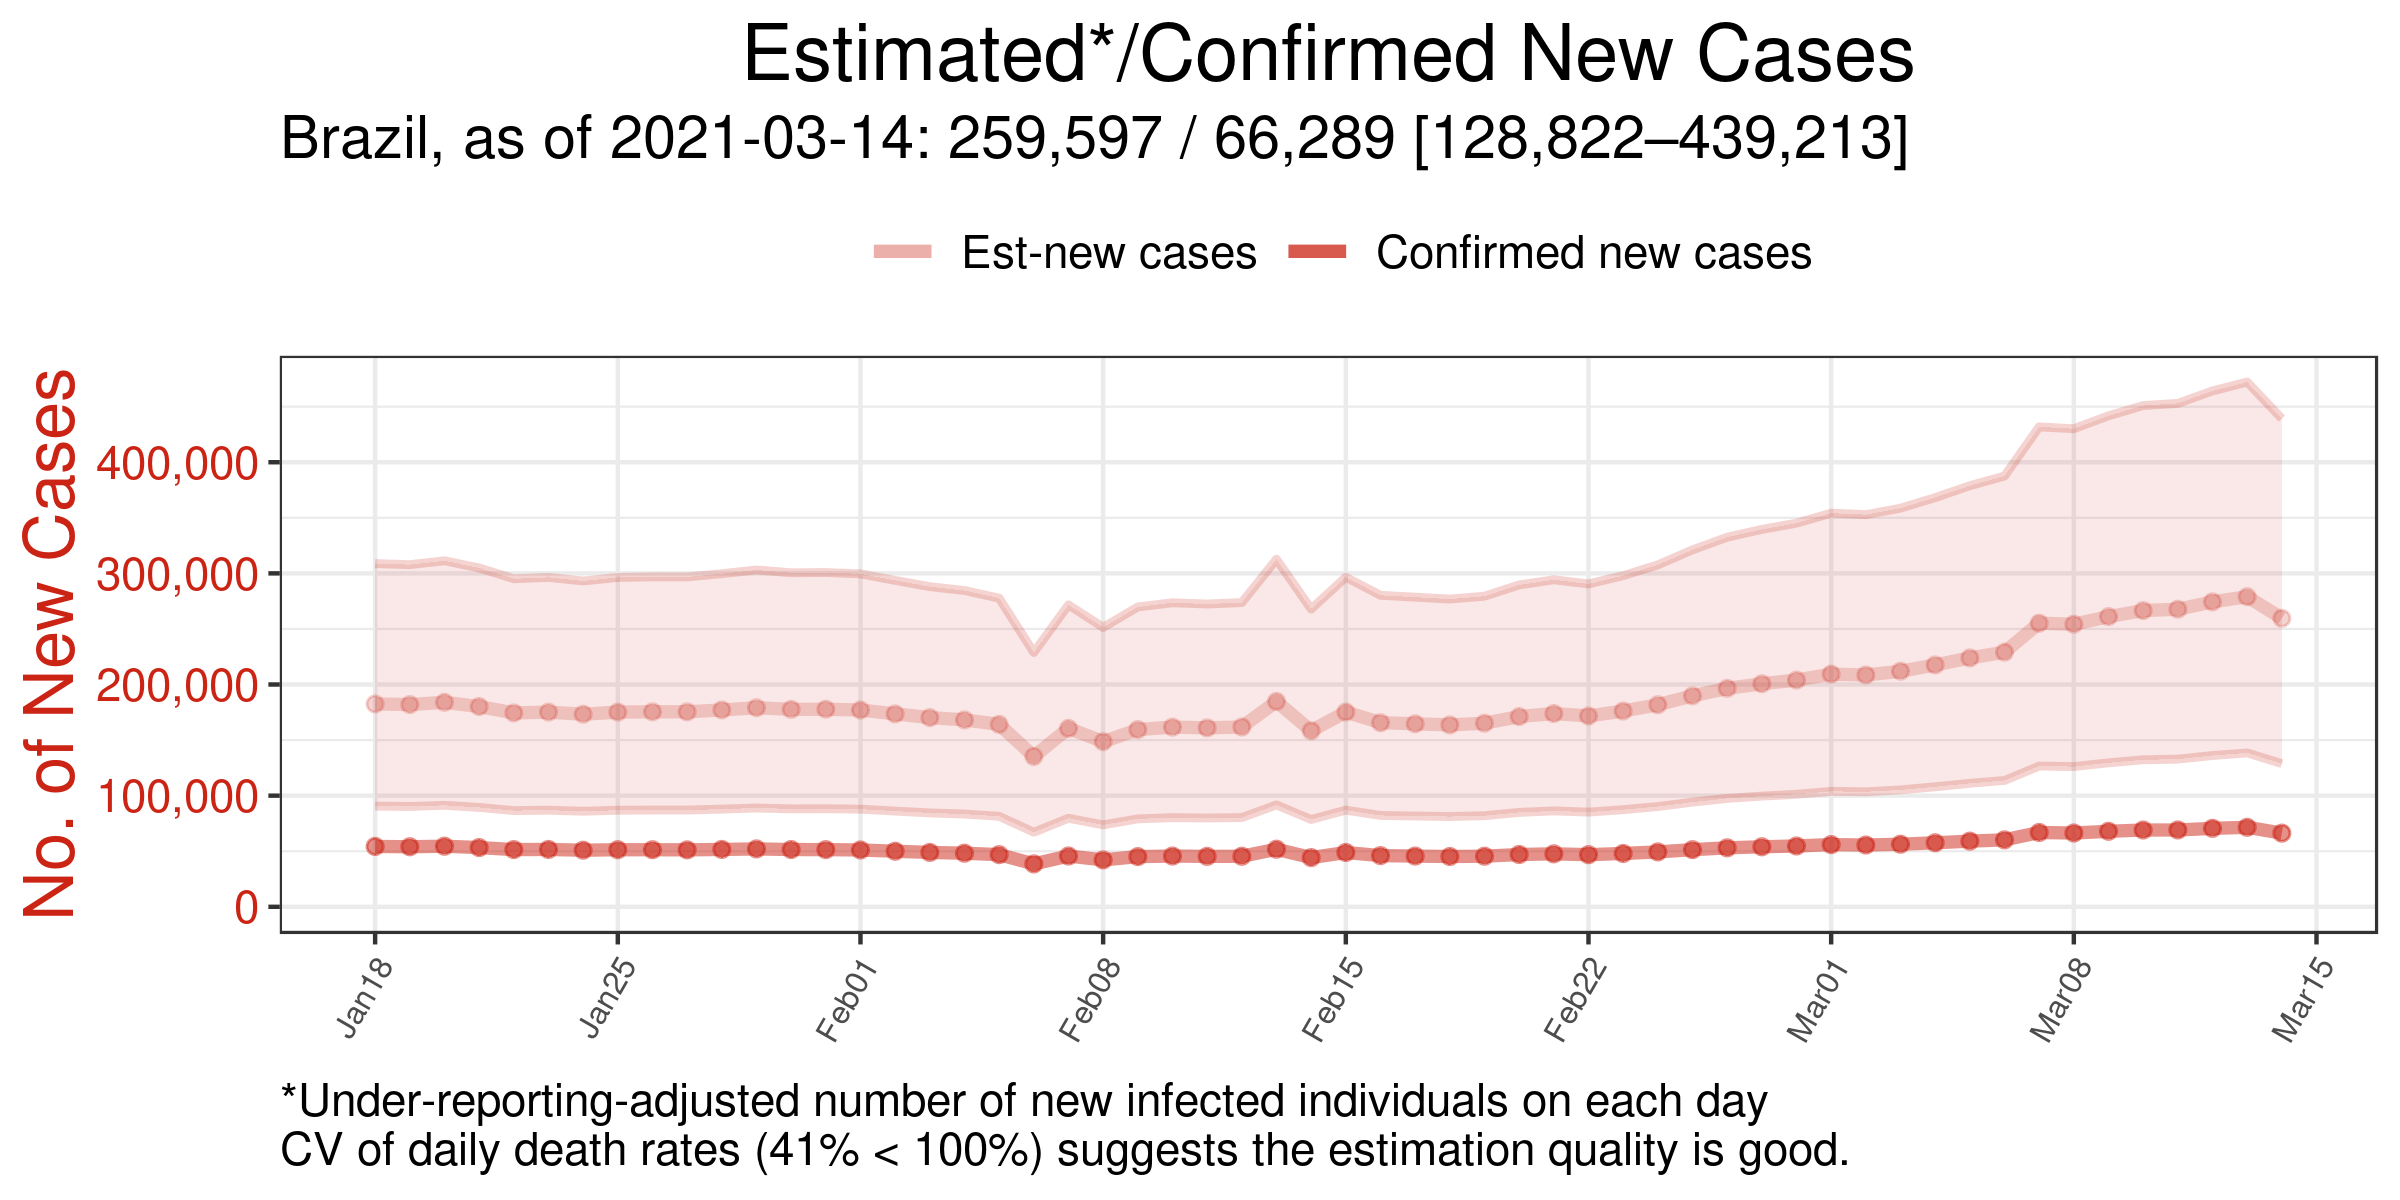 Estimated*/Confirmed New Cases
Brazil, as of 2021-03-14: 259,597 / 66,289 [128,822–439,213]
Est-new cases
Confirmed new cases
No. of New Cases
400,000
300,000
200,000
100,000
0
Jan18
Jan25
Feb01
Feb08
Feb15
Feb22
Mar01
Mar08
Mar15
*Under-reporting-adjusted number of new infected individuals on each day
CV of daily death rates (41% < 100%) suggests the estimation quality is good.